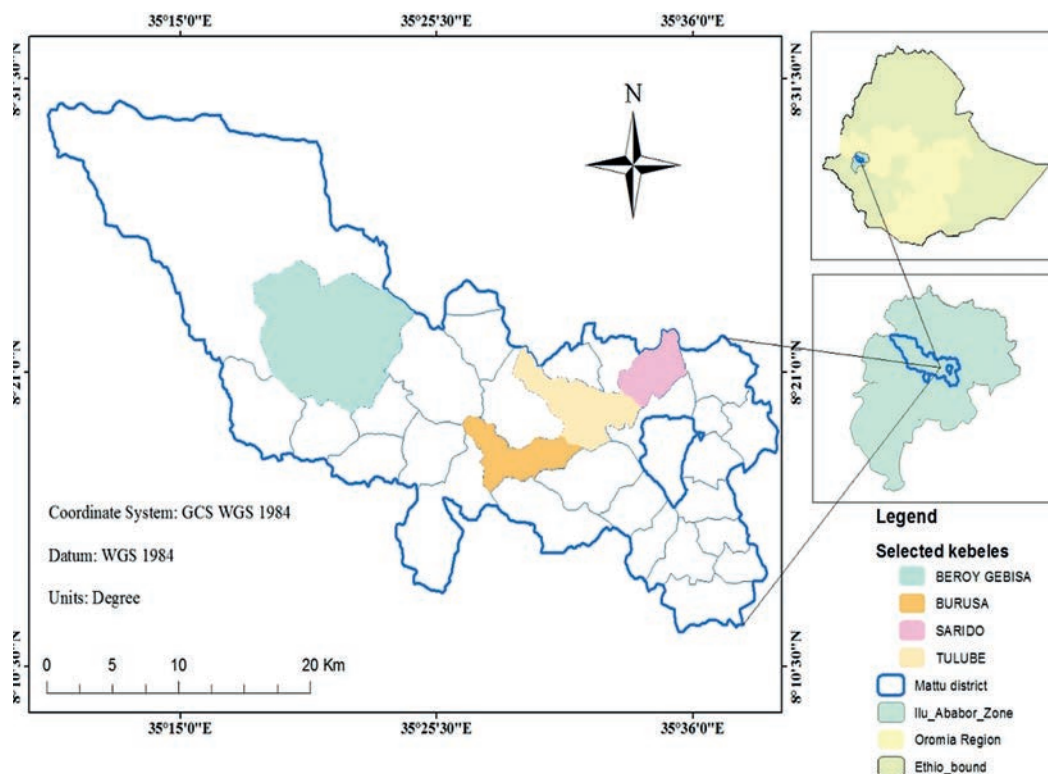 35°15'0"E 35°25'30"E 35°36'0"E
8°31'30"N 8°31'30"N
N
8°21'0"N 8°21'0"N
Coordinate System: GCS WGS 1984
Datum: WGS 1984
Units: Degree
0 5 10 20 Km
8°10'30"N 8°10'30"N
35°15'0"E 35°25'30"E 35°36'0"E
Legend
Selected kebeles
BEROY GEBISA
BURUSA
SARIDO
TULUBE
Mattu district
Ilu_Ababor_Zone
Oromia Region
Ethio_bound